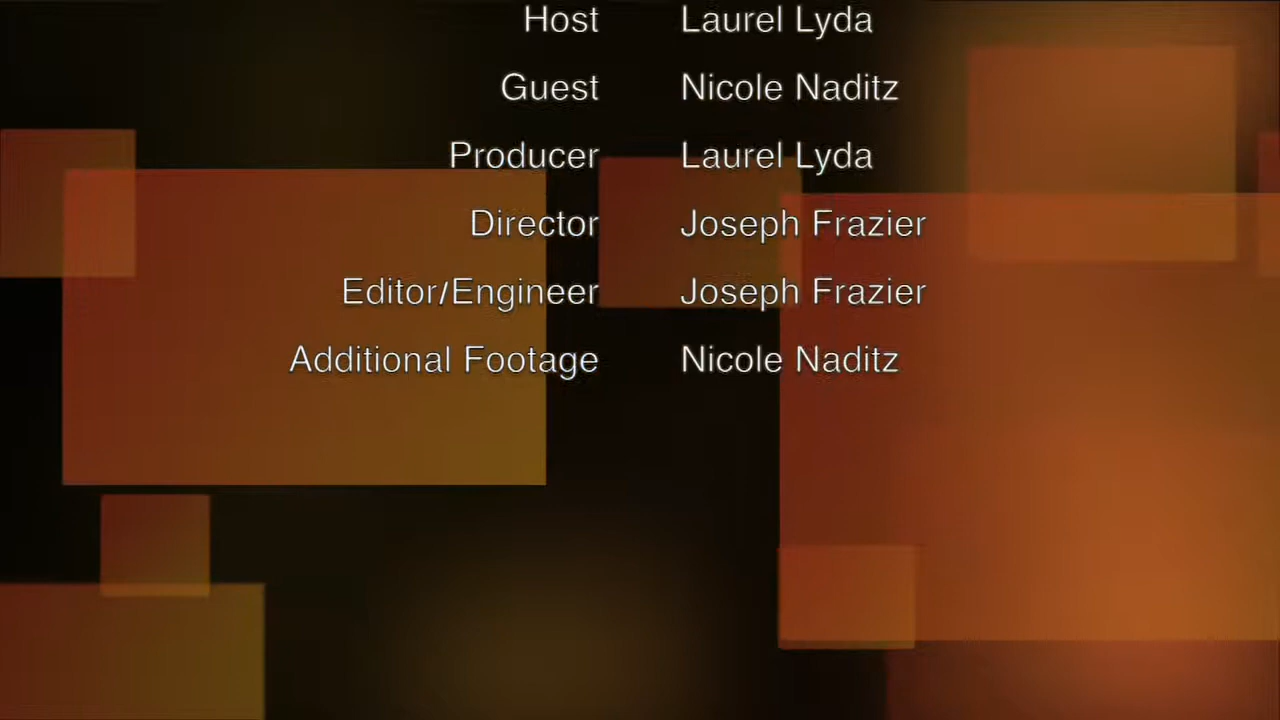 Host Laurel Lyda
Guest Nicole Naditz
Producer Laurel Lyda
Director Joseph Frazier
Editor/Engineer Joseph Frazier
Additional Footage Nicole Naditz